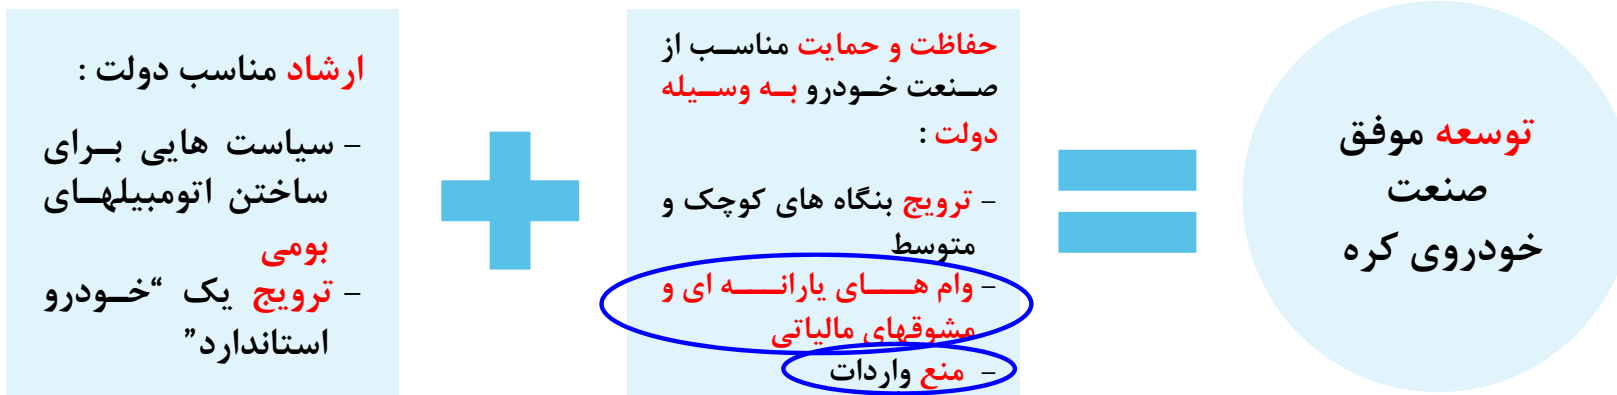 ارشاد مناسب دولت :
- سیاست هایی برای
ساختن اتومبیلهای
بومی
- ترویج یک “خودرو
استاندارد”
حفاظت و حمایت مناسب از
صنعت خودرو به وسیله
دولت :
- ترویج بنگاه های کوچک و
متوسط
- وام های یارانه ای و
مشوقهای مالیاتی
- منع واردات
توسعه موفق
صنعت
خودروی کره